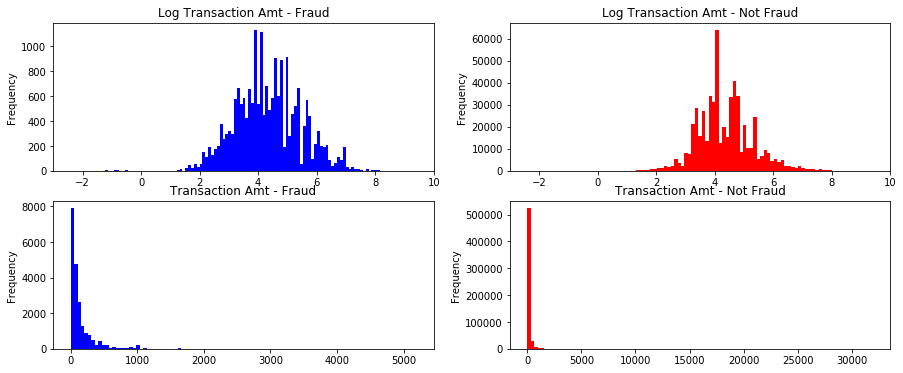 Log Transaction Amt - Fraud
Frequency
1000
800
600
400
200
0
−2 0 2 4 6 8 10
Log Transaction Amt - Not Fraud
Frequency
60000
50000
40000
30000
20000
10000
0
−2 0 2 4 6 8 10
Transaction Amt - Fraud
Frequency
8000
6000
4000
2000
0
0 1000 2000 3000 4000 5000
Transaction Amt - Not Fraud
Frequency
500000
400000
300000
200000
100000
0
0 5000 10000 15000 20000 25000 30000